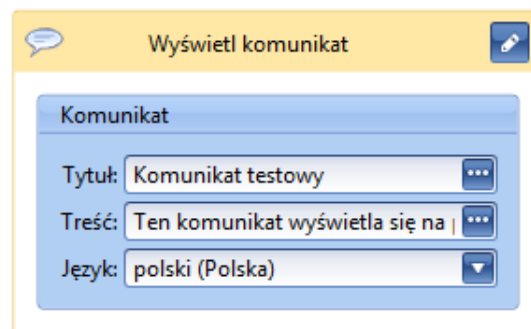 Wyświetl komunikat
Komunikat
Tytuł: Komunikat testowy
Treść: Ten komunikat wyświetla się na
Język: polski (Polska)